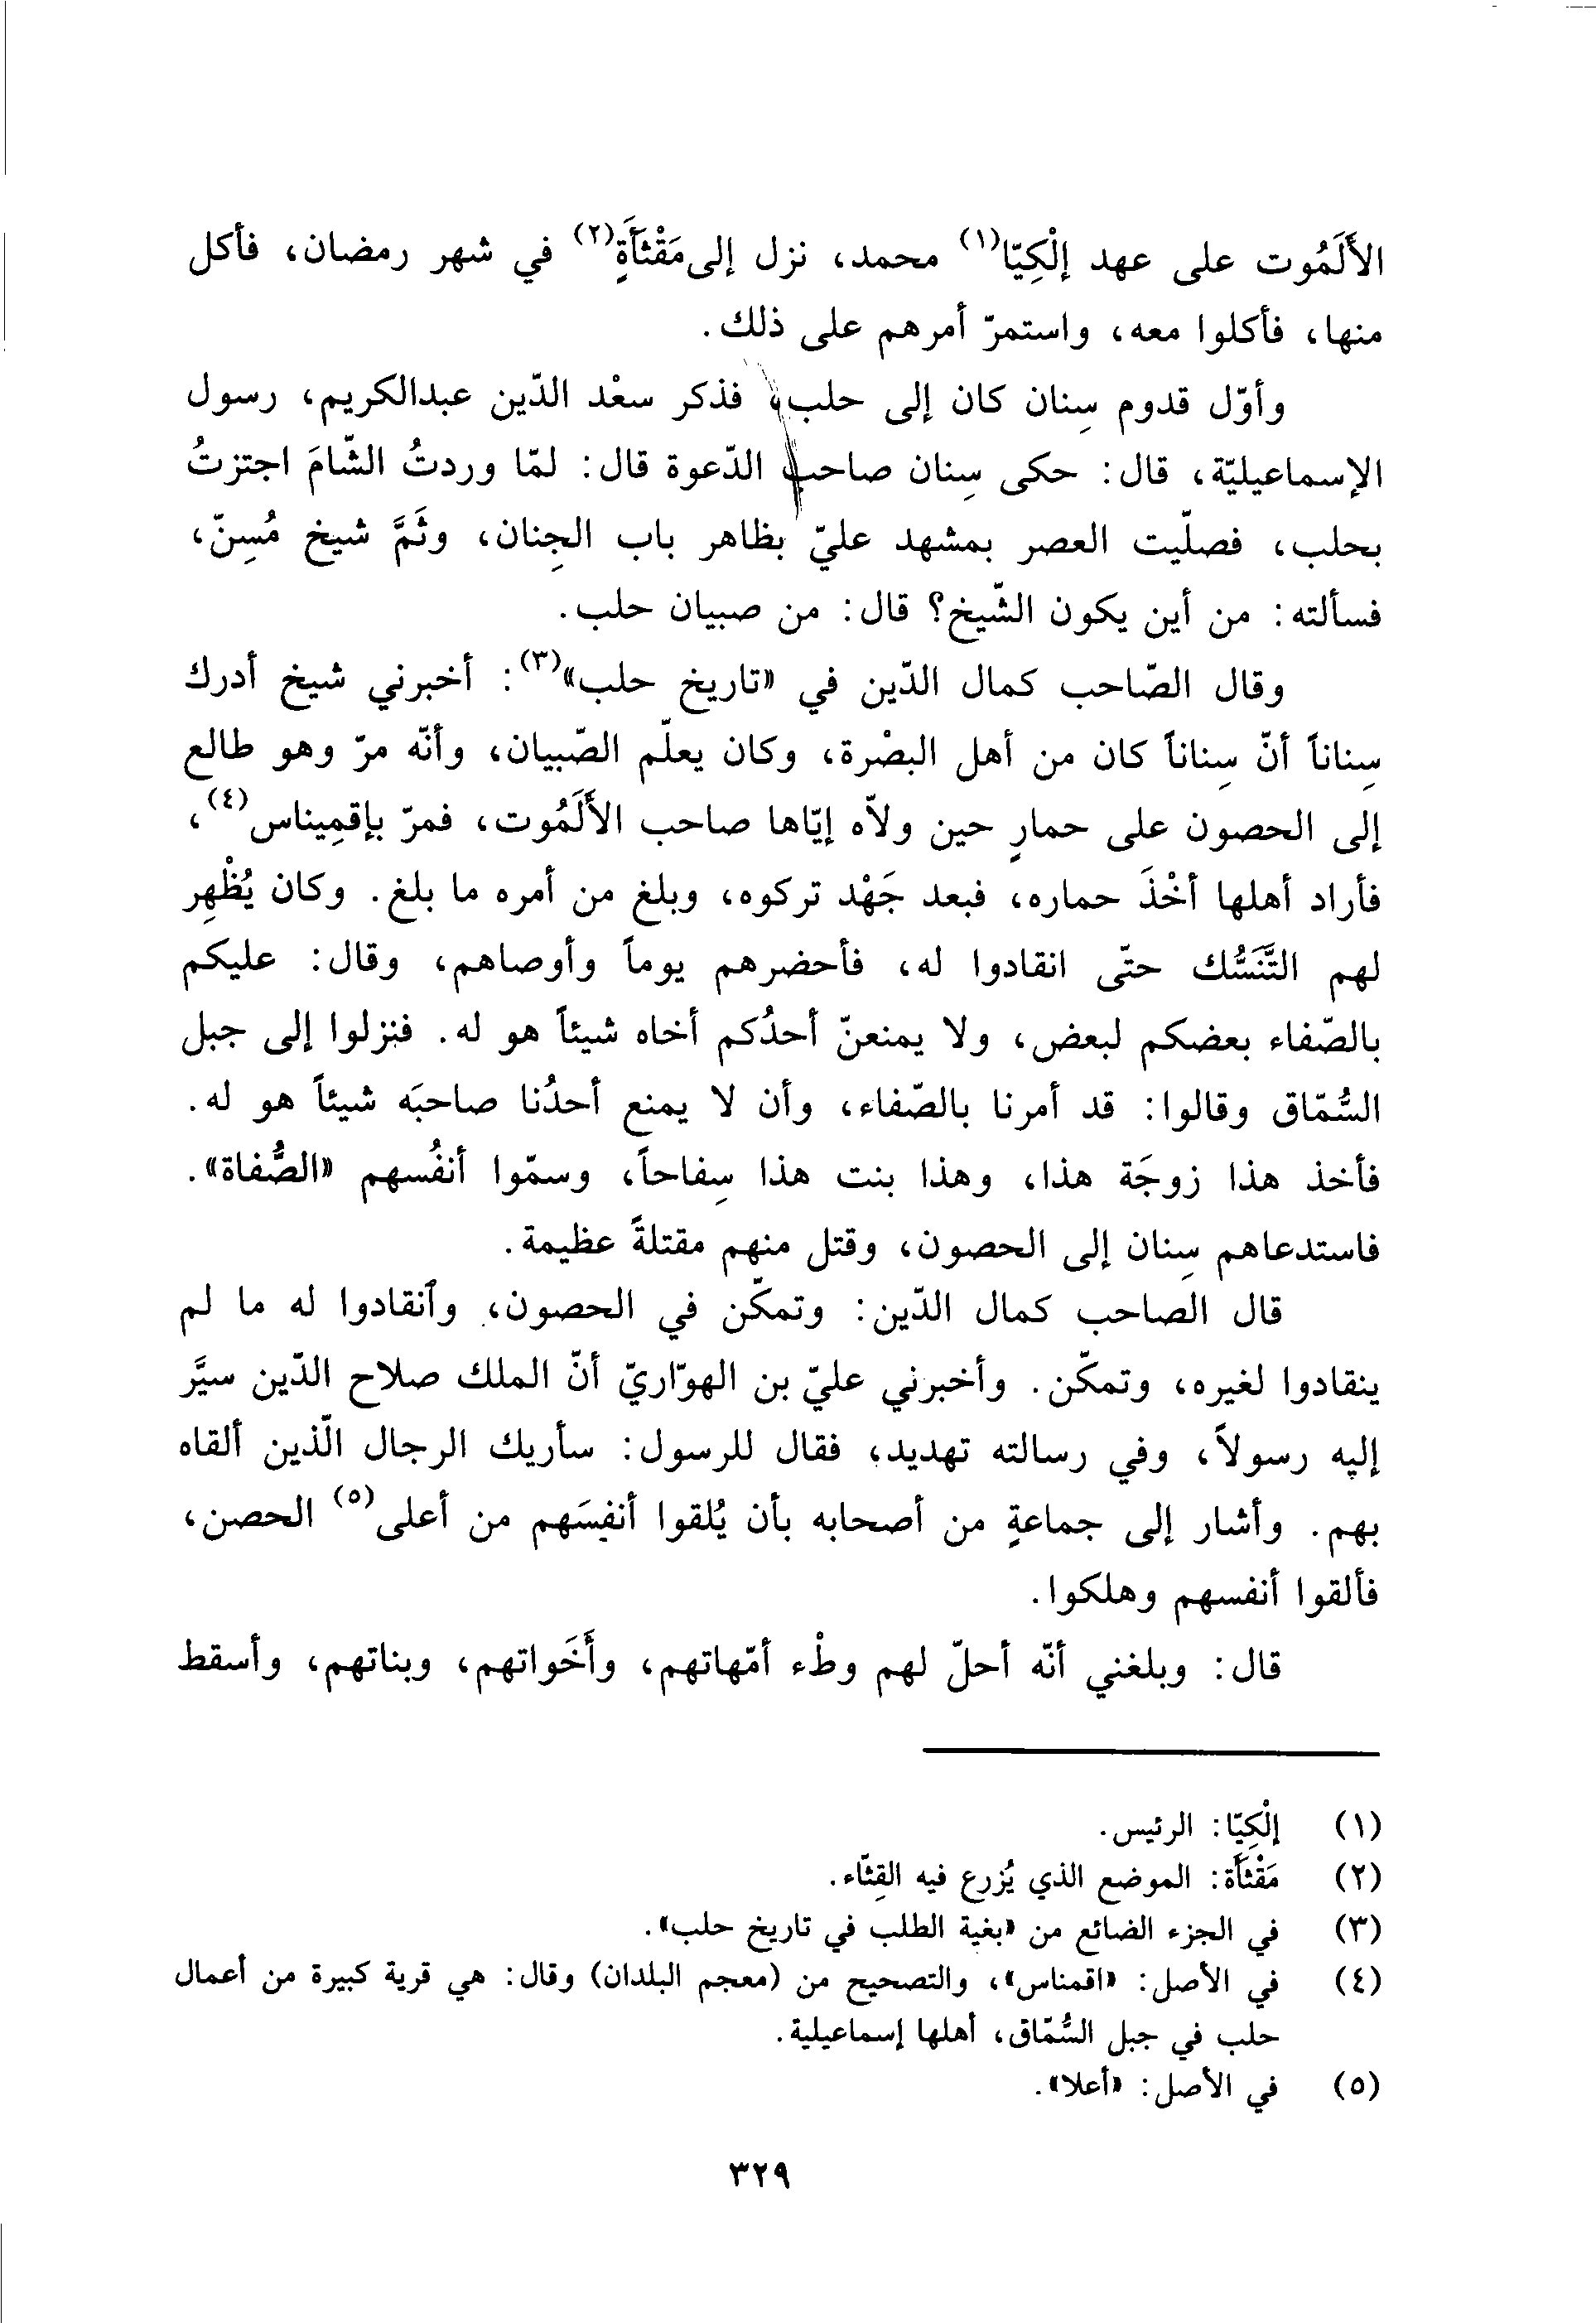 الأَلَمُوت على عهد إلْكِيّا(١) محمد، نزل إلى مَقْثأَةٍ(٢) في شهر رمضان، فأكل
منها، فأكلوا معه، واستمرّ أمرهم على ذلك.
وأوّل قدوم سِنان كان إلى حلب، فذكر سعْد الدّين عبدالكريم، رسول
الإسماعيليّة، قال: حكى سِنان صاحب الدّعوة قال: لمّا وردتُ الشّامَ اجتزتُ
بحلب، فصلّيت العصر بمشهد عليّ بظاهر باب الجِنان، وثَمَّ شيخ مُسِنّ،
فسألته: من أين يكون الشّيخ؟ قال: من صبيان حلب.
وقال الصّاحب كمال الدّين في «تاريخ حلب»(٣): أخبرني شيخ أدرك
سِناناً أنّ سِناناً كان من أهل البصْرة، وكان يعلّم الصّبيان، وأنّه مرّ وهو طالع
إلى الحصون على حمارٍ حين ولاّه إيّاها صاحب الأَلَمُوت، فمرّ بإقمِيناس(٤)،
فأراد أهلها أخْذَ حماره، فبعد جَهْد تركوه، وبلغ من أمره ما بلغ. وكان يُظْهِر
لهم التَّنَسُّك حتّى انقادوا له، فأحضرهم يوماً وأوصاهم، وقال: عليكم
بالصّفاء بعضكم لبعض، ولا يمنعنّ أحدُكم أخاه شيئاً هو له. فنزلوا إلى جبل
السُّمّاق وقالوا: قد أمرنا بالصّفاء، وأن لا يمنع أحدُنا صاحبَه شيئاً هو له.
فأخذ هذا زوجَة هذا، وهذا بنت هذا سِفاحاً، وسمّوا أنفُسهم «الصُّفاة».
فاستدعاهم سِنان إلى الحصون، وقتل منهم مقتلةً عظيمة.
قال الصاحب كمال الدّين: وتمكّن في الحصون، وٱنقادوا له ما لم
ينقادوا لغيره، وتمكّن. وأخبرني عليّ بن الهوّاريّ أنّ الملك صلاح الدّين سيَّر
إليه رسولاً، وفي رسالته تهديد، فقال للرسول: سأريك الرجال الّذين ألقاه
بهم. وأشار إلى جماعةٍ من أصحابه بأن يُلقوا أنفسَهم من أعلى(٥) الحصن،
فألقوا أنفسهم وهلكوا.
قال: وبلغني أنّه أحلّ لهم وطْء أمّهاتهم، وأَخَواتهم، وبناتهم، وأسقط
(١) إلْكِيّا: الرئيس.
(٢) مَقْثأَة: الموضع الذي يُزرع فيه القِثّاء.
(٣) في الجزء الضائع من «بغية الطلب في تاريخ حلب».
(٤) في الأصل: «اقمناس»، والتصحيح من (معجم البلدان) وقال: هي قرية كبيرة من أعمال
حلب في جبل السُّمّاق، أهلها إسماعيلية.
(٥) في الأصل: «أعلا».
٣٢٩